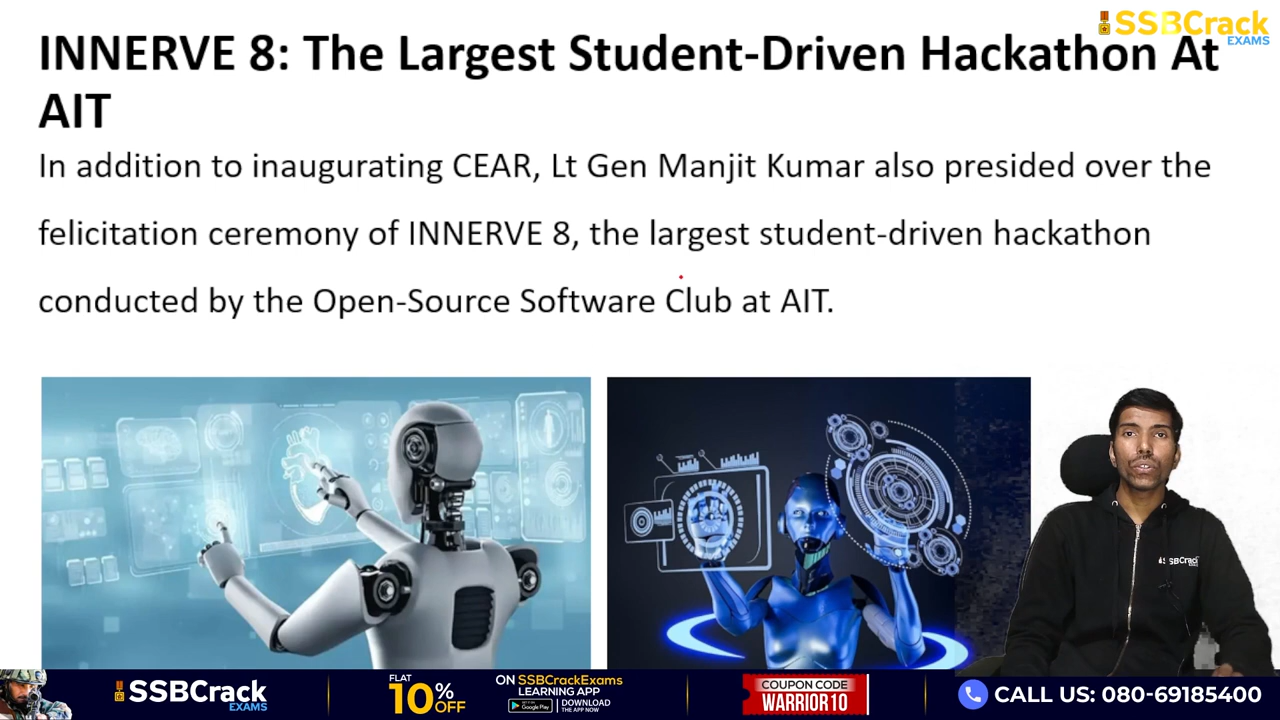 SSBCrack
EXAMS
INNERVE 8: The Largest Student-Driven Hackathon At
AIT
In addition to inaugurating CEAR, Lt Gen Manjit Kumar also presided over the
felicitation ceremony of INNERVE 8, the largest student-driven hackathon
conducted by the Open-Source Software Club at AIT.
SSBCrack
SSBCrack
EXAMS
FLAT
10% OFF
ON SSBCrackExams
LEARNING APP
Google Play
DOWNLOAD
THE APP NOW
COUPON CODE
WARRIOR10
CALL US: 080-69185400